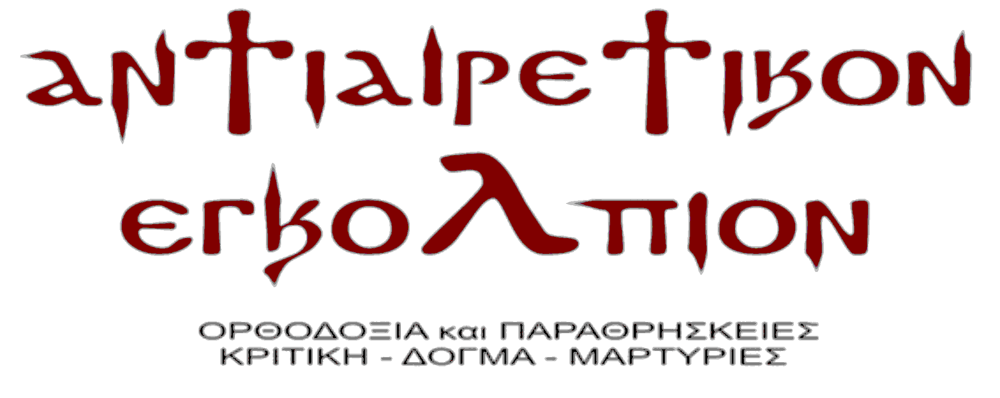 ΑΝΤΙΑΙΡΕΤΙΚΟΝ
ΕΓΚΟΛΠΙΟΝ
ΟΡΘΟΔΟΞΙΑ και ΠΑΡΑΘΡΗΣΚΕΙΕΣ
ΚΡΙΤΙΚΗ - ΔΟΓΜΑ - ΜΑΡΤΥΡΙΕΣ